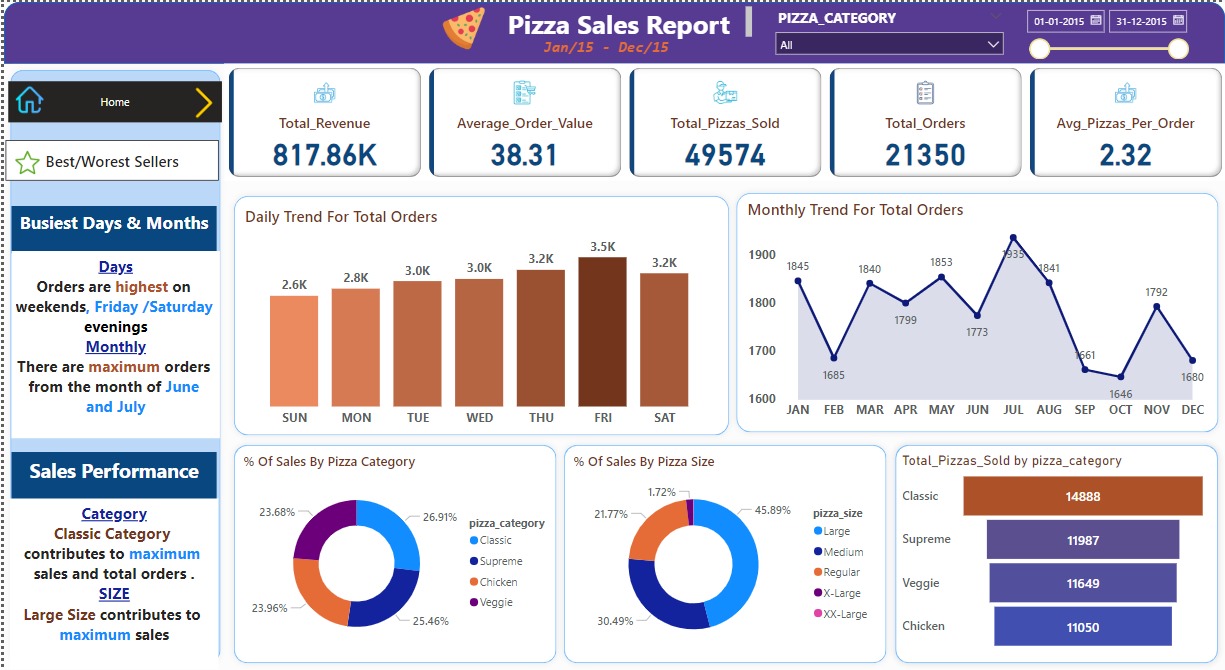 Pizza Sales Report
Jan/15 - Dec/15
PIZZA_CATEGORY
All
01-01-2015
31-12-2015
Home
Best/Worest Sellers
Busiest Days & Months
Days
Orders are highest on
weekends, Friday /Saturday
evenings
Monthly
There are maximum orders
from the month of June
and July
Sales Performance
Category
Classic Category
contributes to maximum
sales and total orders .
SIZE
Large Size contributes to
maximum sales
Total_Revenue
817.86K
Average_Order_Value
38.31
Total_Pizzas_Sold
49574
Total_Orders
21350
Avg_Pizzas_Per_Order
2.32
Daily Trend For Total Orders
2.6K
2.8K
3.0K
3.0K
3.2K
3.5K
3.2K
SUN MON TUE WED THU FRI SAT
Monthly Trend For Total Orders
1900
1800
1700
1600
1845
1685
1840
1799
1853
1773
1935
1841
1661
1646
1792
1680
JAN FEB MAR APR MAY JUN JUL AUG SEP OCT NOV DEC
% Of Sales By Pizza Category
26.91%
25.46%
23.96%
23.68%
pizza_category
Classic
Supreme
Chicken
Veggie
% Of Sales By Pizza Size
1.72%
45.89%
30.49%
21.77%
pizza_size
Large
Medium
Regular
X-Large
XX-Large
Total_Pizzas_Sold by pizza_category
Classic 14888
Supreme 11987
Veggie 11649
Chicken 11050